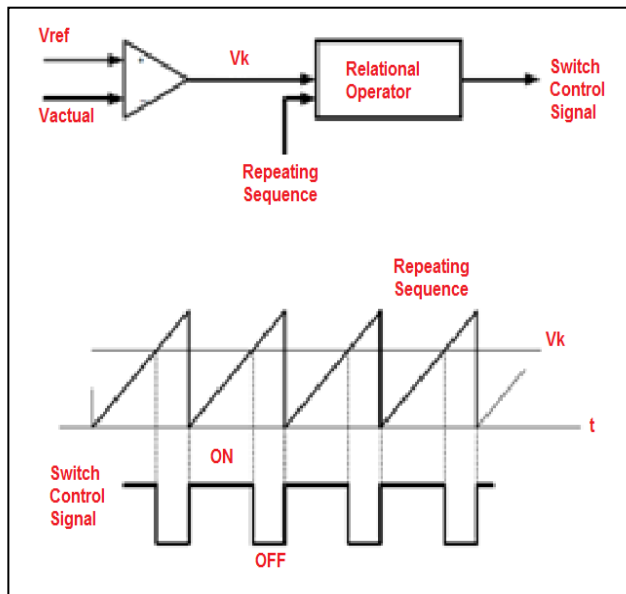 Vref
Vk
Relational
Operator
Switch
Control
Signal
Vactual
Repeating
Sequence
Repeating
Sequence
Vk
t
ON
Switch
Control
Signal
OFF